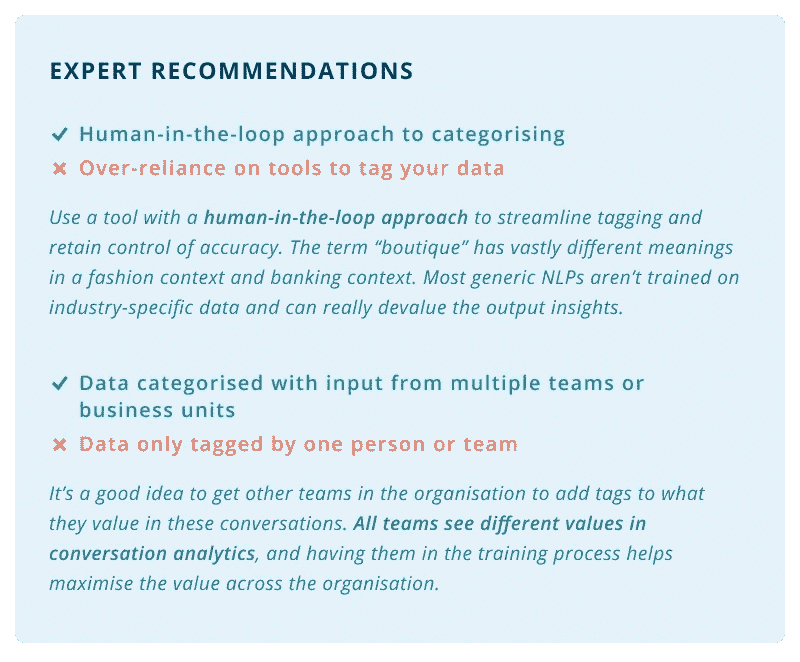 EXPERT RECOMMENDATIONS
✓ Human-in-the-loop approach to categorising
✗ Over-reliance on tools to tag your data
Use a tool with a human-in-the-loop approach to streamline tagging and
retain control of accuracy. The term “boutique” has vastly different meanings
in a fashion context and banking context. Most generic NLPs aren’t trained on
industry-specific data and can really devalue the output insights.
✓ Data categorised with input from multiple teams or
business units
✗ Data only tagged by one person or team
It’s a good idea to get other teams in the organisation to add tags to what
they value in these conversations. All teams see different values in
conversation analytics, and having them in the training process helps
maximise the value across the organisation.